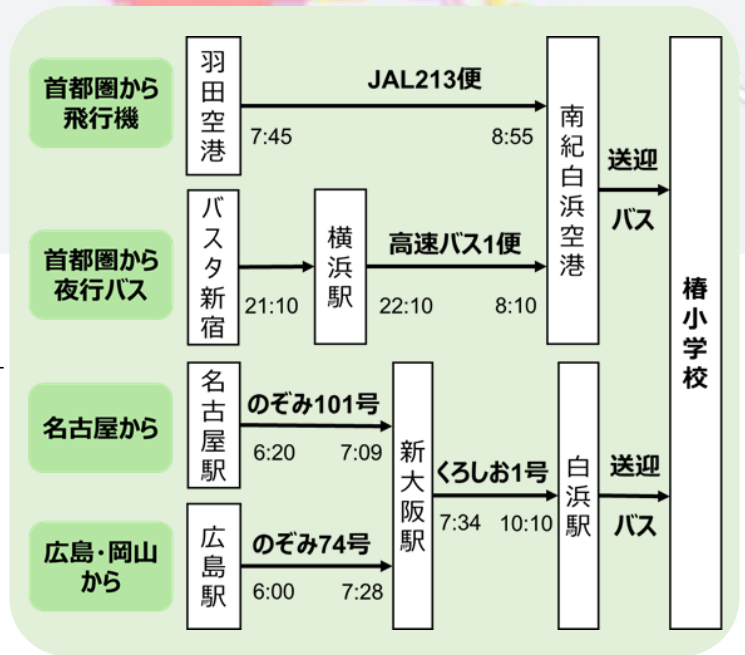 首都圏から
飛行機
羽田空港
JAL213便
7:45
8:55
南紀白浜空港
送迎
バス
首都圏から
夜行バス
バスタ新宿
21:10
横浜駅
高速バス1便
22:10
8:10
椿小学校
名古屋から
名古屋駅
のぞみ101号
6:20
7:09
新大阪駅
くろしお1号
7:34
10:10
白浜駅
送迎
バス
広島・岡山
から
広島駅
のぞみ74号
6:00
7:28